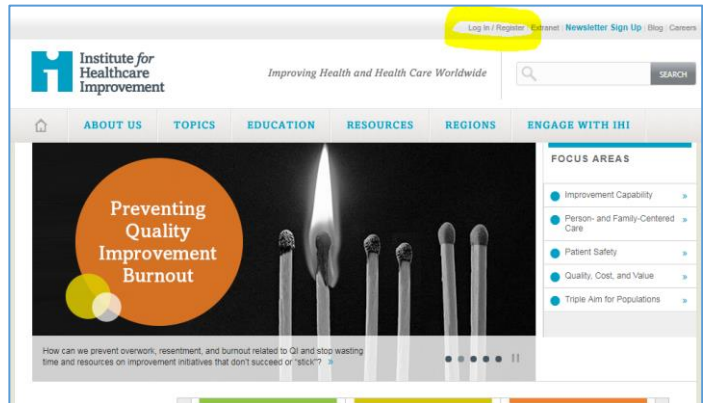 Log In / Register | Extranet | Newsletter Sign Up | Blog | Careers
Institute for
Healthcare
Improvement
Improving Health and Health Care Worldwide
SEARCH
ABOUT US TOPICS EDUCATION RESOURCES REGIONS ENGAGE WITH IHI
Preventing
Quality
Improvement
Burnout
How can we prevent overwork, resentment, and burnout related to QI and stop wasting
time and resources on improvement initiatives that don't succeed or "stick"? »
FOCUS AREAS
Improvement Capability »
Person- and Family-Centered »
Care
Patient Safety »
Quality, Cost, and Value »
Triple Aim for Populations »